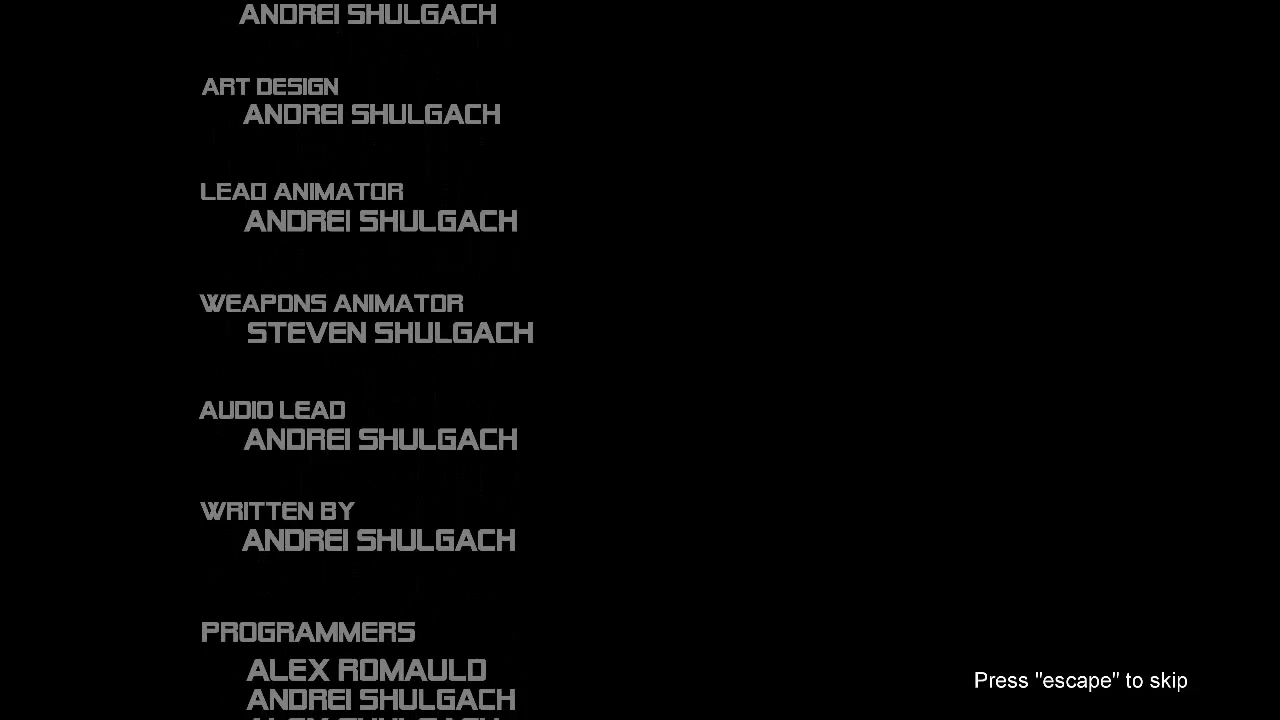 ANDREI SHULGACH
ART DESIGN
ANDREI SHULGACH
LEAD ANIMATOR
ANDREI SHULGACH
WEAPONS ANIMATOR
STEVEN SHULGACH
AUDIO LEAD
ANDREI SHULGACH
WRITTEN BY
ANDREI SHULGACH
PROGRAMMERS
ALEX ROMAULD
ANDREI SHULGACH
Press "escape" to skip